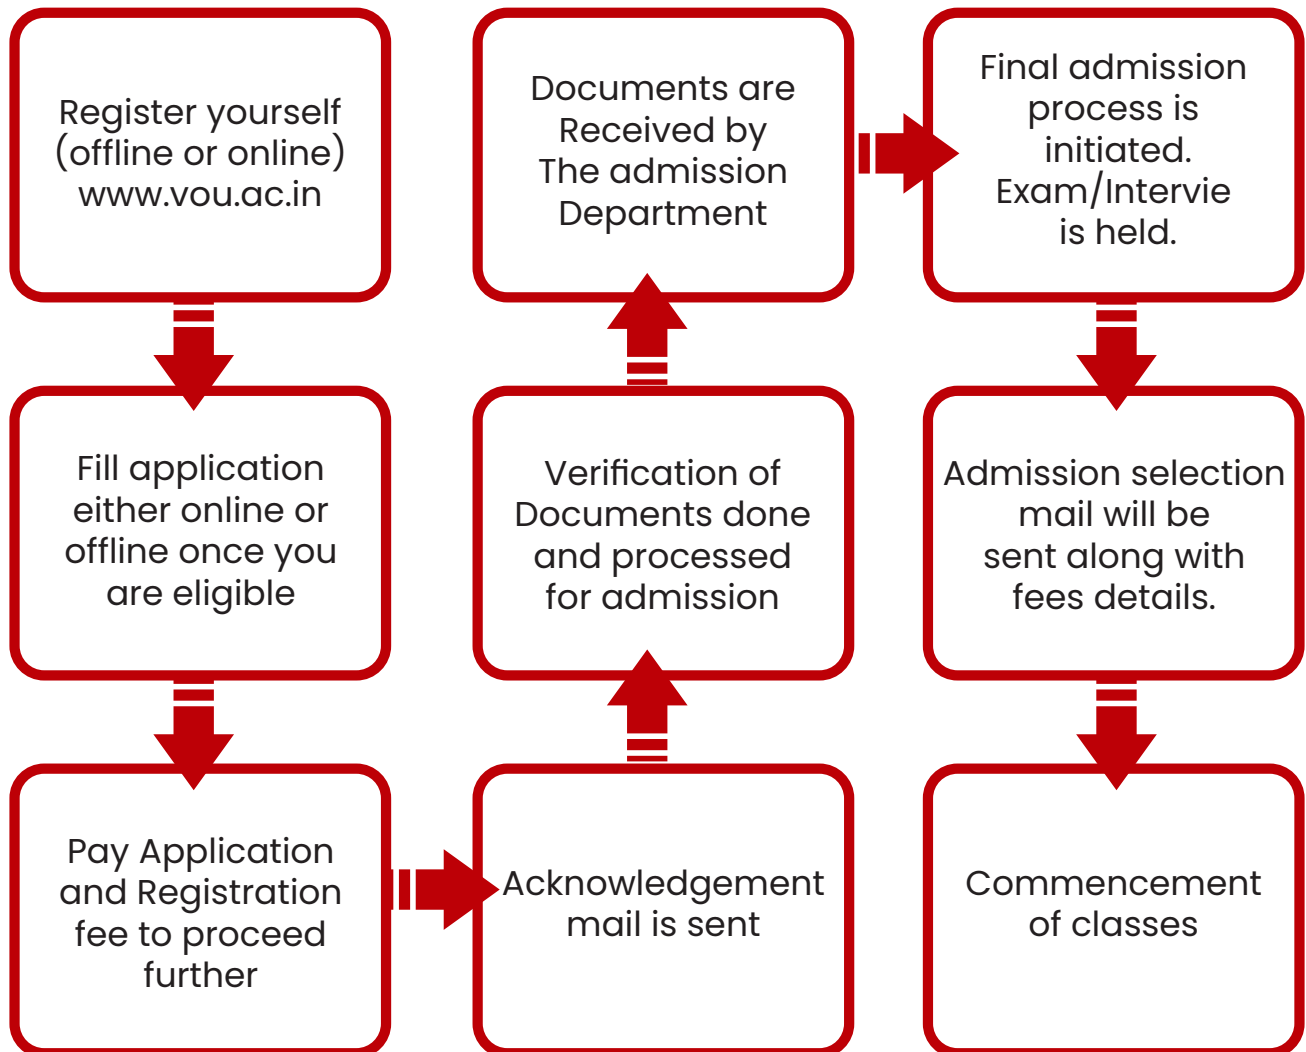 Register yourself
(offline or online)
www.vou.ac.in
Fill application
either online or
offline once you
are eligible
Pay Application
and Registration
fee to proceed
further
Acknowledgement
mail is sent
Verification of
Documents done
and processed
for admission
Documents are
Received by
The admission
Department
Final admission
process is
initiated.
Exam/Intervie
is held.
Admission selection
mail will be
sent along with
fees details.
Commencement
of classes